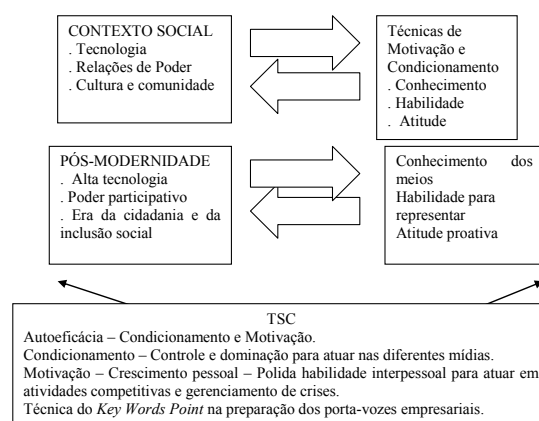 CONTEXTO SOCIAL
. Tecnologia
. Relações de Poder
. Cultura e comunidade
Técnicas de
Motivação e
Condicionamento
. Conhecimento
. Habilidade
. Atitude
PÓS-MODERNIDADE
. Alta tecnologia
. Poder participativo
. Era da cidadania e da
inclusão social
Conhecimento dos
meios
Habilidade para
representar
Atitude proativa
TSC
Autoeficácia – Condicionamento e Motivação.
Condicionamento – Controle e dominação para atuar nas diferentes mídias.
Motivação – Crescimento pessoal – Polida habilidade interpessoal para atuar em
atividades competitivas e gerenciamento de crises.
Técnica do Key Words Point na preparação dos porta-vozes empresariais.